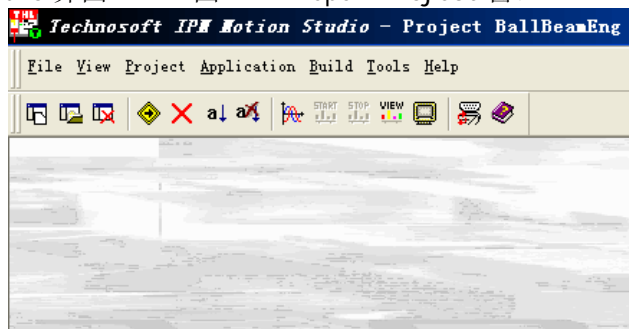 Technosoft IPM Motion Studio - Project BallBeamEng
File View Project Application Build Tools Help
START STOP VIEW